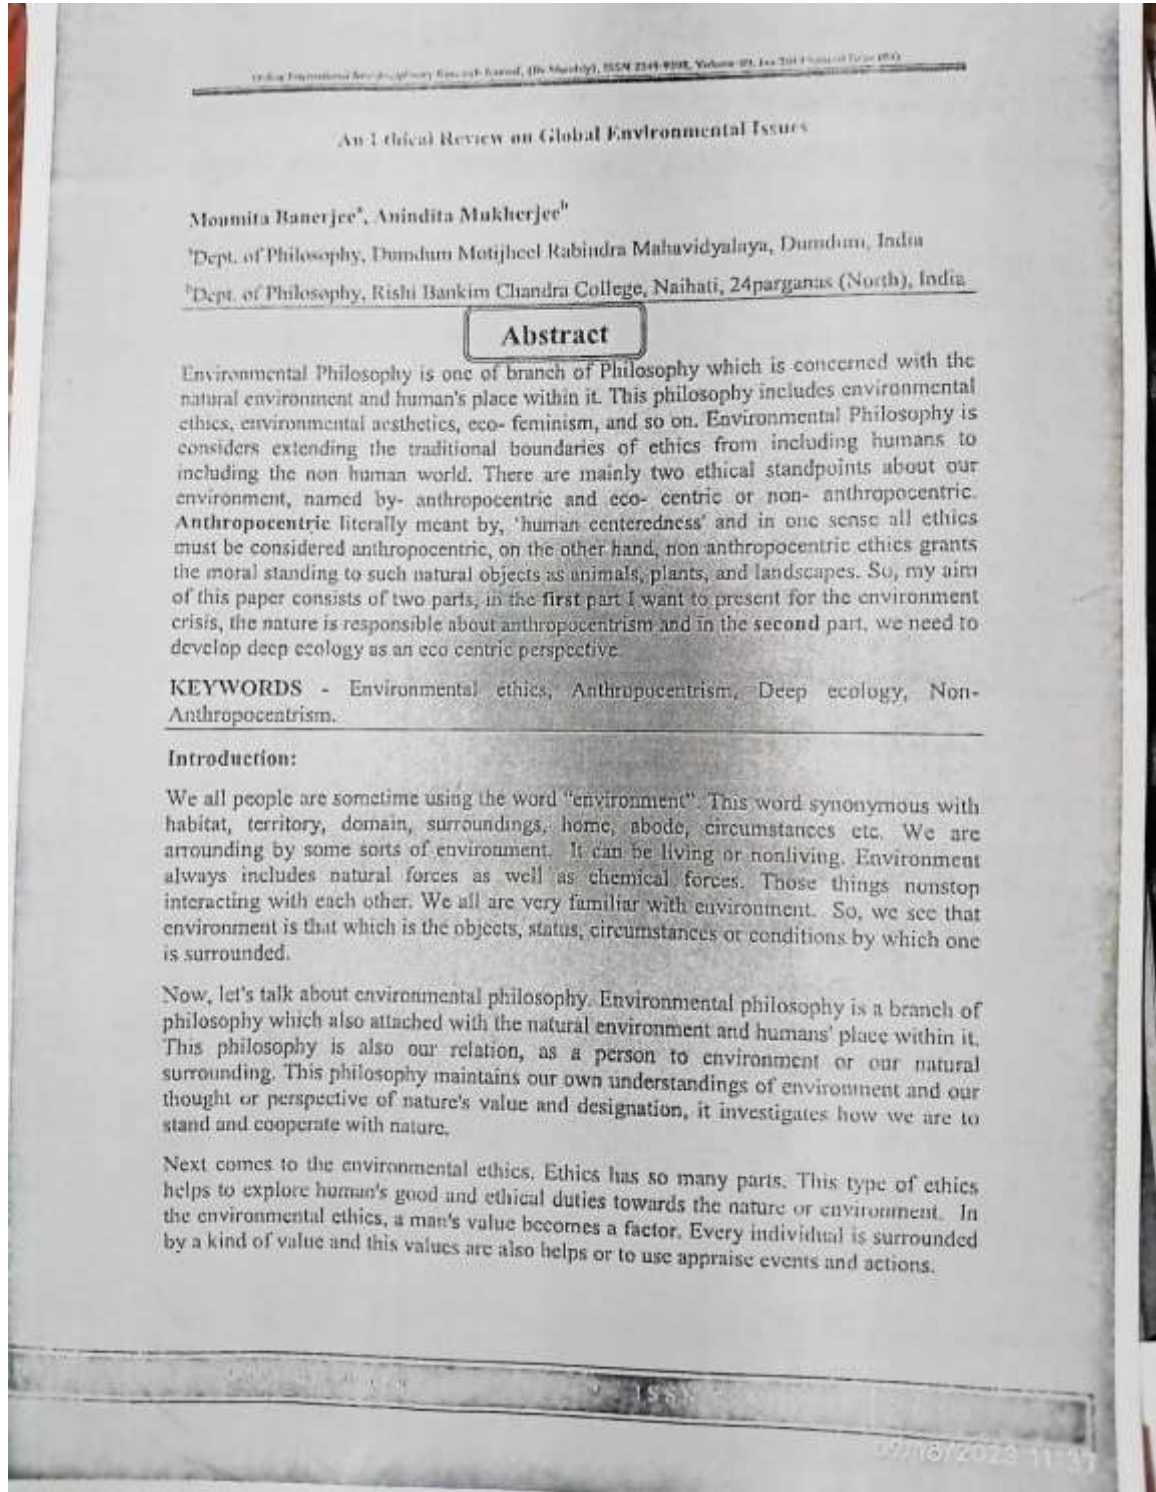 Research Journal, (Bi-Monthly), ISSN 2249-9598, Volume-09,
An Ethical Review on Global Environmental Issues
Moumita Banerjeeᵃ, Anindita Mukherjeeᵇ
ᵃDept. of Philosophy, Dumdum Motijheel Rabindra Mahavidyalaya, Dumdum, India
ᵇDept. of Philosophy, Rishi Bankim Chandra College, Naihati, 24parganas (North), India
Abstract
Environmental Philosophy is one of branch of Philosophy which is concerned with the
natural environment and human's place within it. This philosophy includes environmental
ethics, environmental aesthetics, eco- feminism, and so on. Environmental Philosophy is
considers extending the traditional boundaries of ethics from including humans to
including the non human world. There are mainly two ethical standpoints about our
environment, named by- anthropocentric and eco- centric or non- anthropocentric.
Anthropocentric literally meant by, 'human centeredness' and in one sense all ethics
must be considered anthropocentric, on the other hand, non anthropocentric ethics grants
the moral standing to such natural objects as animals, plants, and landscapes. So, my aim
of this paper consists of two parts, in the first part I want to present for the environment
crisis, the nature is responsible about anthropocentrism and in the second part, we need to
develop deep ecology as an eco centric perspective.
KEYWORDS - Environmental ethics, Anthropocentrism, Deep ecology, Non-
Anthropocentrism.
Introduction:
We all people are sometime using the word "environment". This word synonymous with
habitat, territory, domain, surroundings, home, abode, circumstances etc. We are
arrounding by some sorts of environment. It can be living or nonliving. Environment
always includes natural forces as well as chemical forces. Those things nonstop
interacting with each other. We all are very familiar with environment. So, we see that
environment is that which is the objects, status, circumstances or conditions by which one
is surrounded.
Now, let's talk about environmental philosophy. Environmental philosophy is a branch of
philosophy which also attached with the natural environment and humans' place within it.
This philosophy is also our relation, as a person to environment or our natural
surrounding. This philosophy maintains our own understandings of environment and our
thought or perspective of nature's value and designation, it investigates how we are to
stand and cooperate with nature.
Next comes to the environmental ethics. Ethics has so many parts. This type of ethics
helps to explore human's good and ethical duties towards the nature or environment. In
the environmental ethics, a man's value becomes a factor. Every individual is surrounded
by a kind of value and this values are also helps or to use appraise events and actions.
09/18/2023 11:37